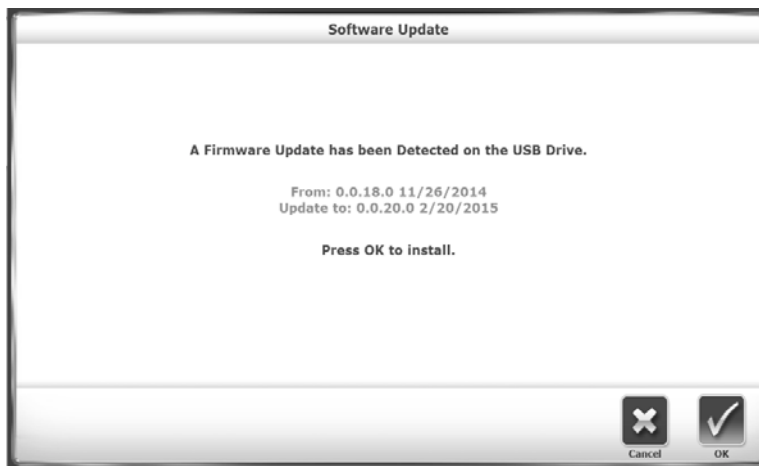 Software Update
A Firmware Update has been Detected on the USB Drive.
From: 0.0.18.0 11/26/2014
Update to: 0.0.20.0 2/20/2015
Press OK to install.
Cancel
OK